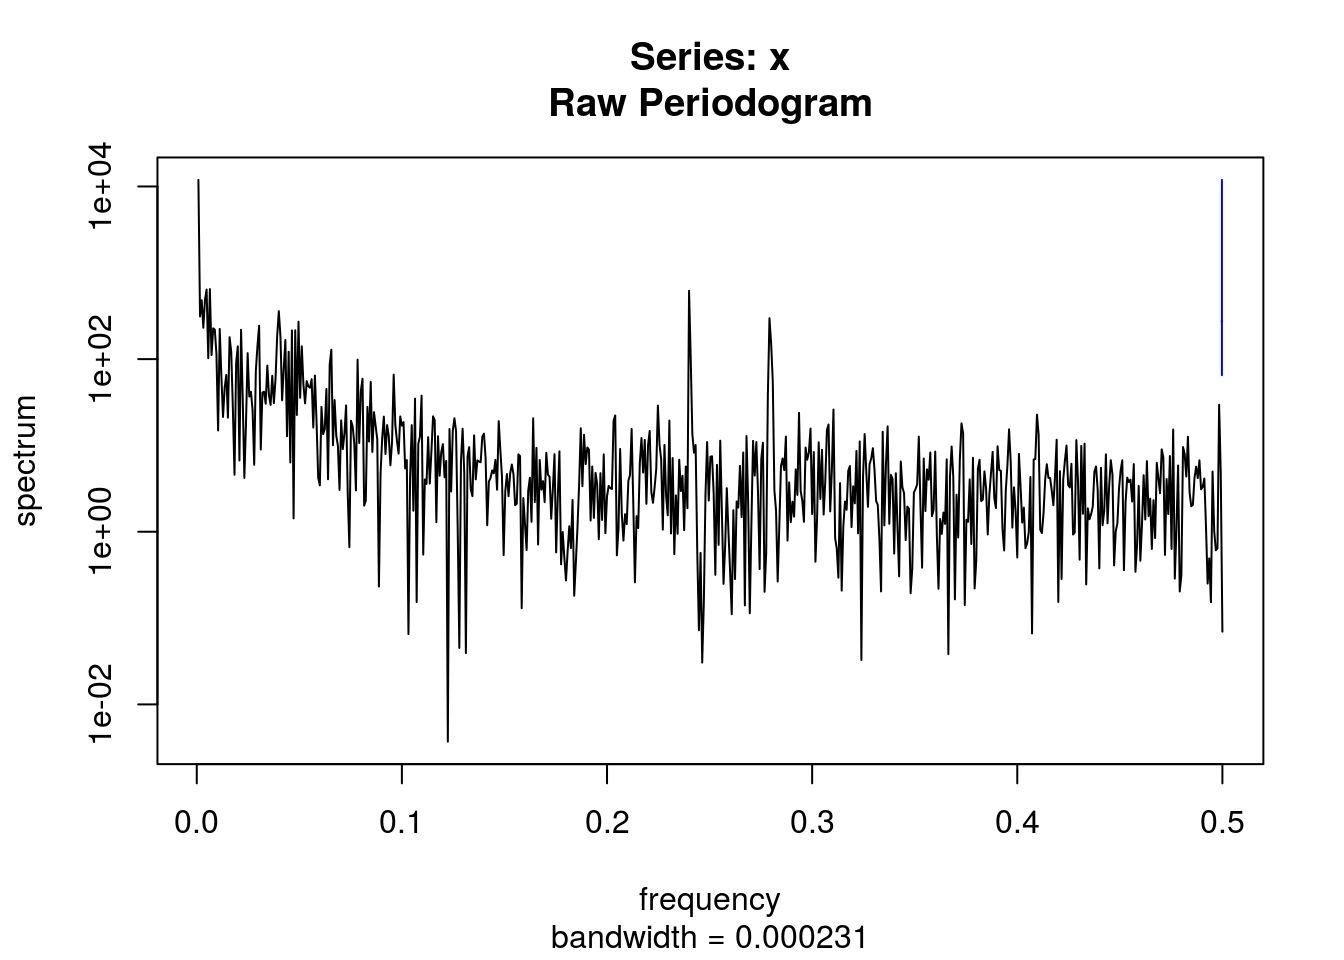 Series: x
Raw Periodogram
1e+04
1e+02
1e+00
1e-02
spectrum
0.0 0.1 0.2 0.3 0.4 0.5
frequency
bandwidth = 0.000231